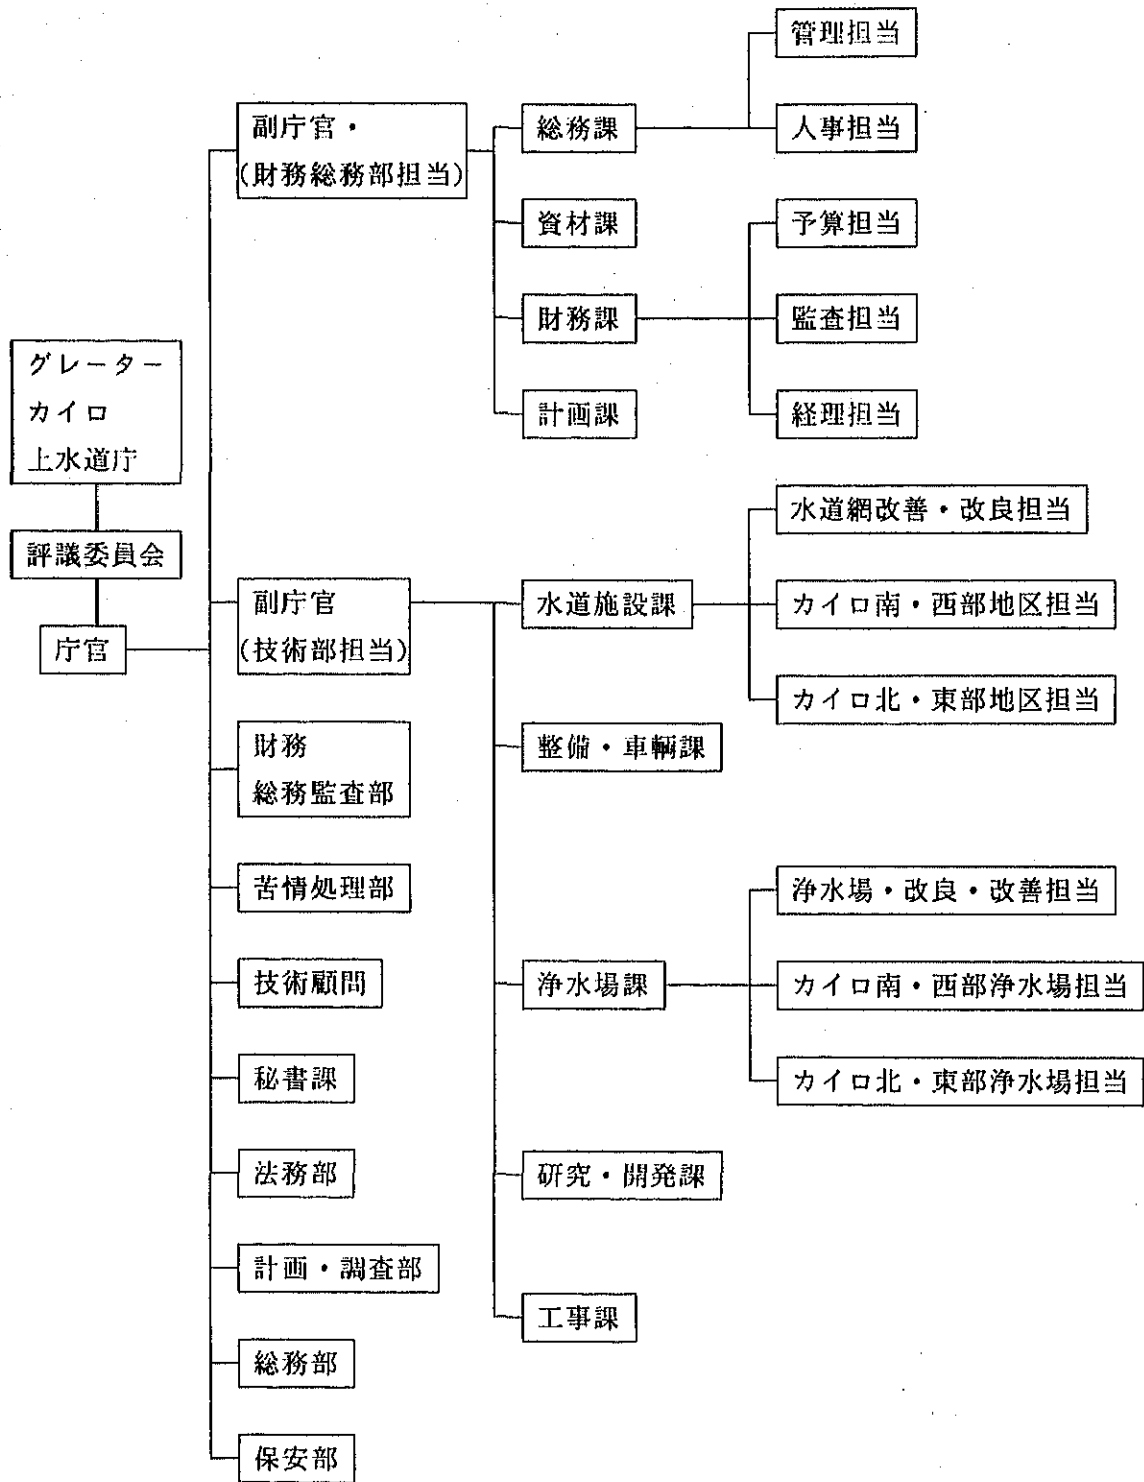 グレーター
カイロ
上水道庁
評議委員会
庁官
副庁官・
(財務総務部担当)
総務課
管理担当
人事担当
資材課
財務課
予算担当
監査担当
経理担当
計画課
副庁官
(技術部担当)
水道施設課
水道網改善・改良担当
カイロ南・西部地区担当
カイロ北・東部地区担当
整備・車輌課
浄水場課
浄水場・改良・改善担当
カイロ南・西部浄水場担当
カイロ北・東部浄水場担当
研究・開発課
工事課
財務
総務監査部
苦情処理部
技術顧問
秘書課
法務部
計画・調査部
総務部
保安部